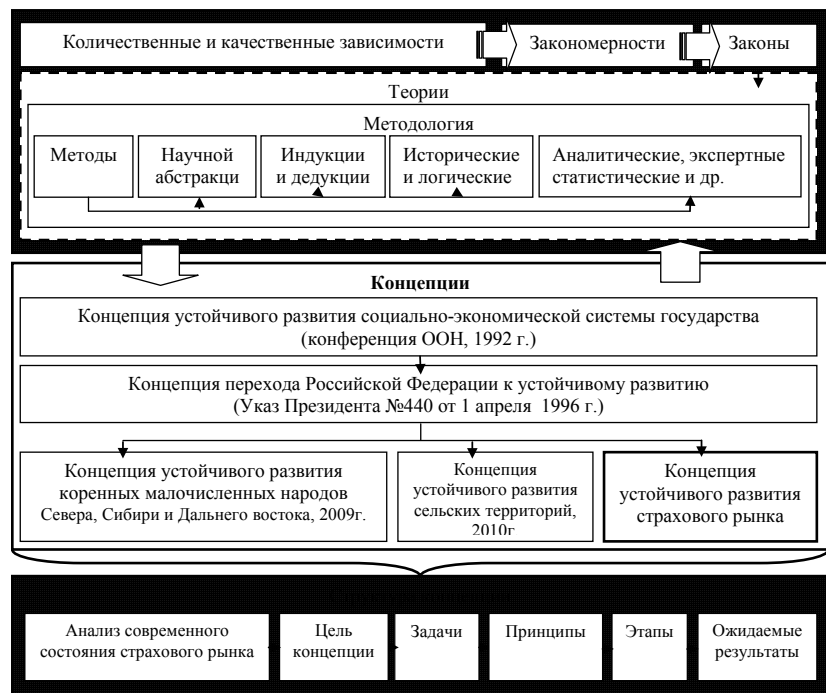 Количественные и качественные зависимости
Закономерности
Законы
Теории
Методология
Методы
Научной
абстракци
Индукции
и дедукции
Исторические
и логические
Аналитические, экспертные
статистические и др.
Концепции
Концепция устойчивого развития социально-экономической системы государства
(конференция ООН, 1992 г.)
Концепция перехода Российской Федерации к устойчивому развитию
(Указ Президента №440 от 1 апреля 1996 г.)
Концепция устойчивого развития
коренных малочисленных народов
Севера, Сибири и Дальнего востока, 2009г.
Концепция
устойчивого развития
сельских территорий,
2010г
Концепция
устойчивого развития
страхового рынка
Анализ современного
состояния страхового рынка
Цель
концепции
Задачи
Принципы
Этапы
Ожидаемые
результаты